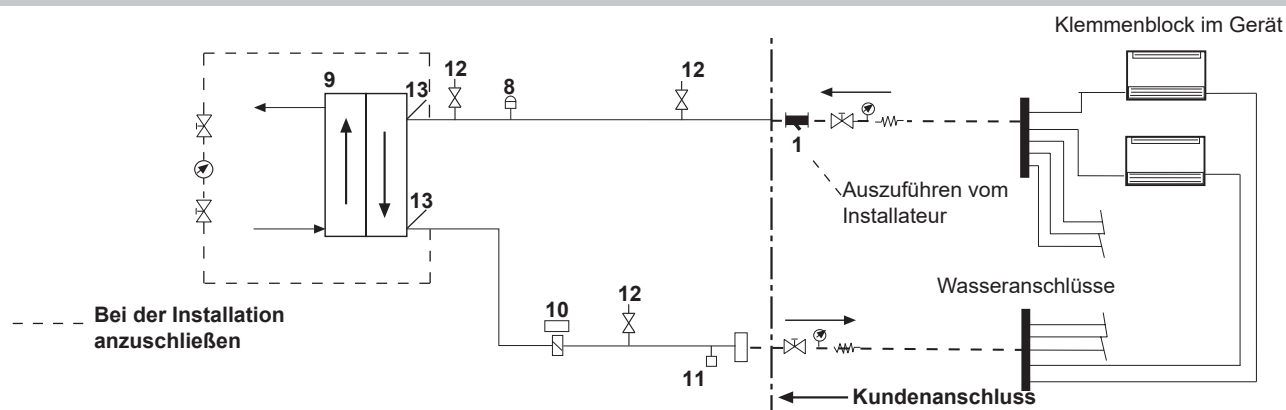 Klemmenblock im Gerät
9
13
12
8
12
1
Auszuführen vom
Installateur
13
Wasseranschlüsse
10
12
11
Bei der Installation
anzuschließen
Kundenanschluss